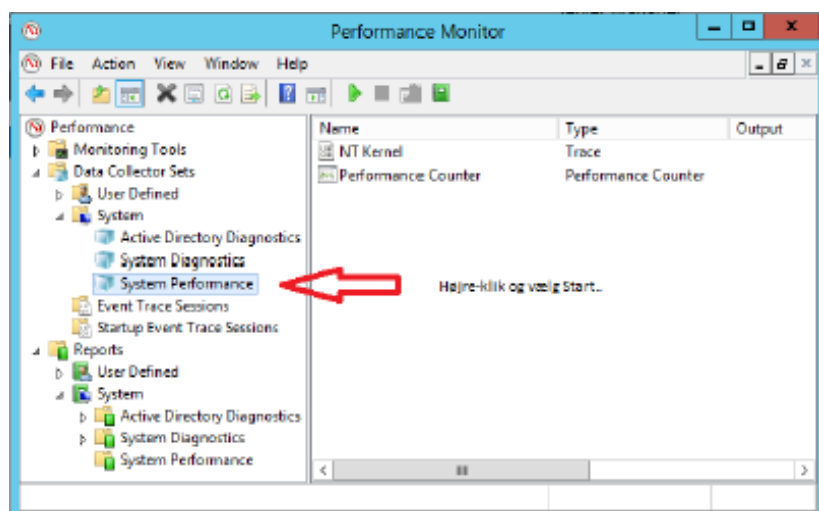 Performance Monitor
File Action View Window Help
Performance
Monitoring Tools
Data Collector Sets
User Defined
System
Active Directory Diagnostics
System Diagnostics
System Performance
Event Trace Sessions
Startup Event Trace Sessions
Reports
User Defined
System
Active Directory Diagnostics
System Diagnostics
System Performance
Name Type Output
NT Kernel Trace
Performance Counter Performance Counter
Højre-klik og vælg Start..